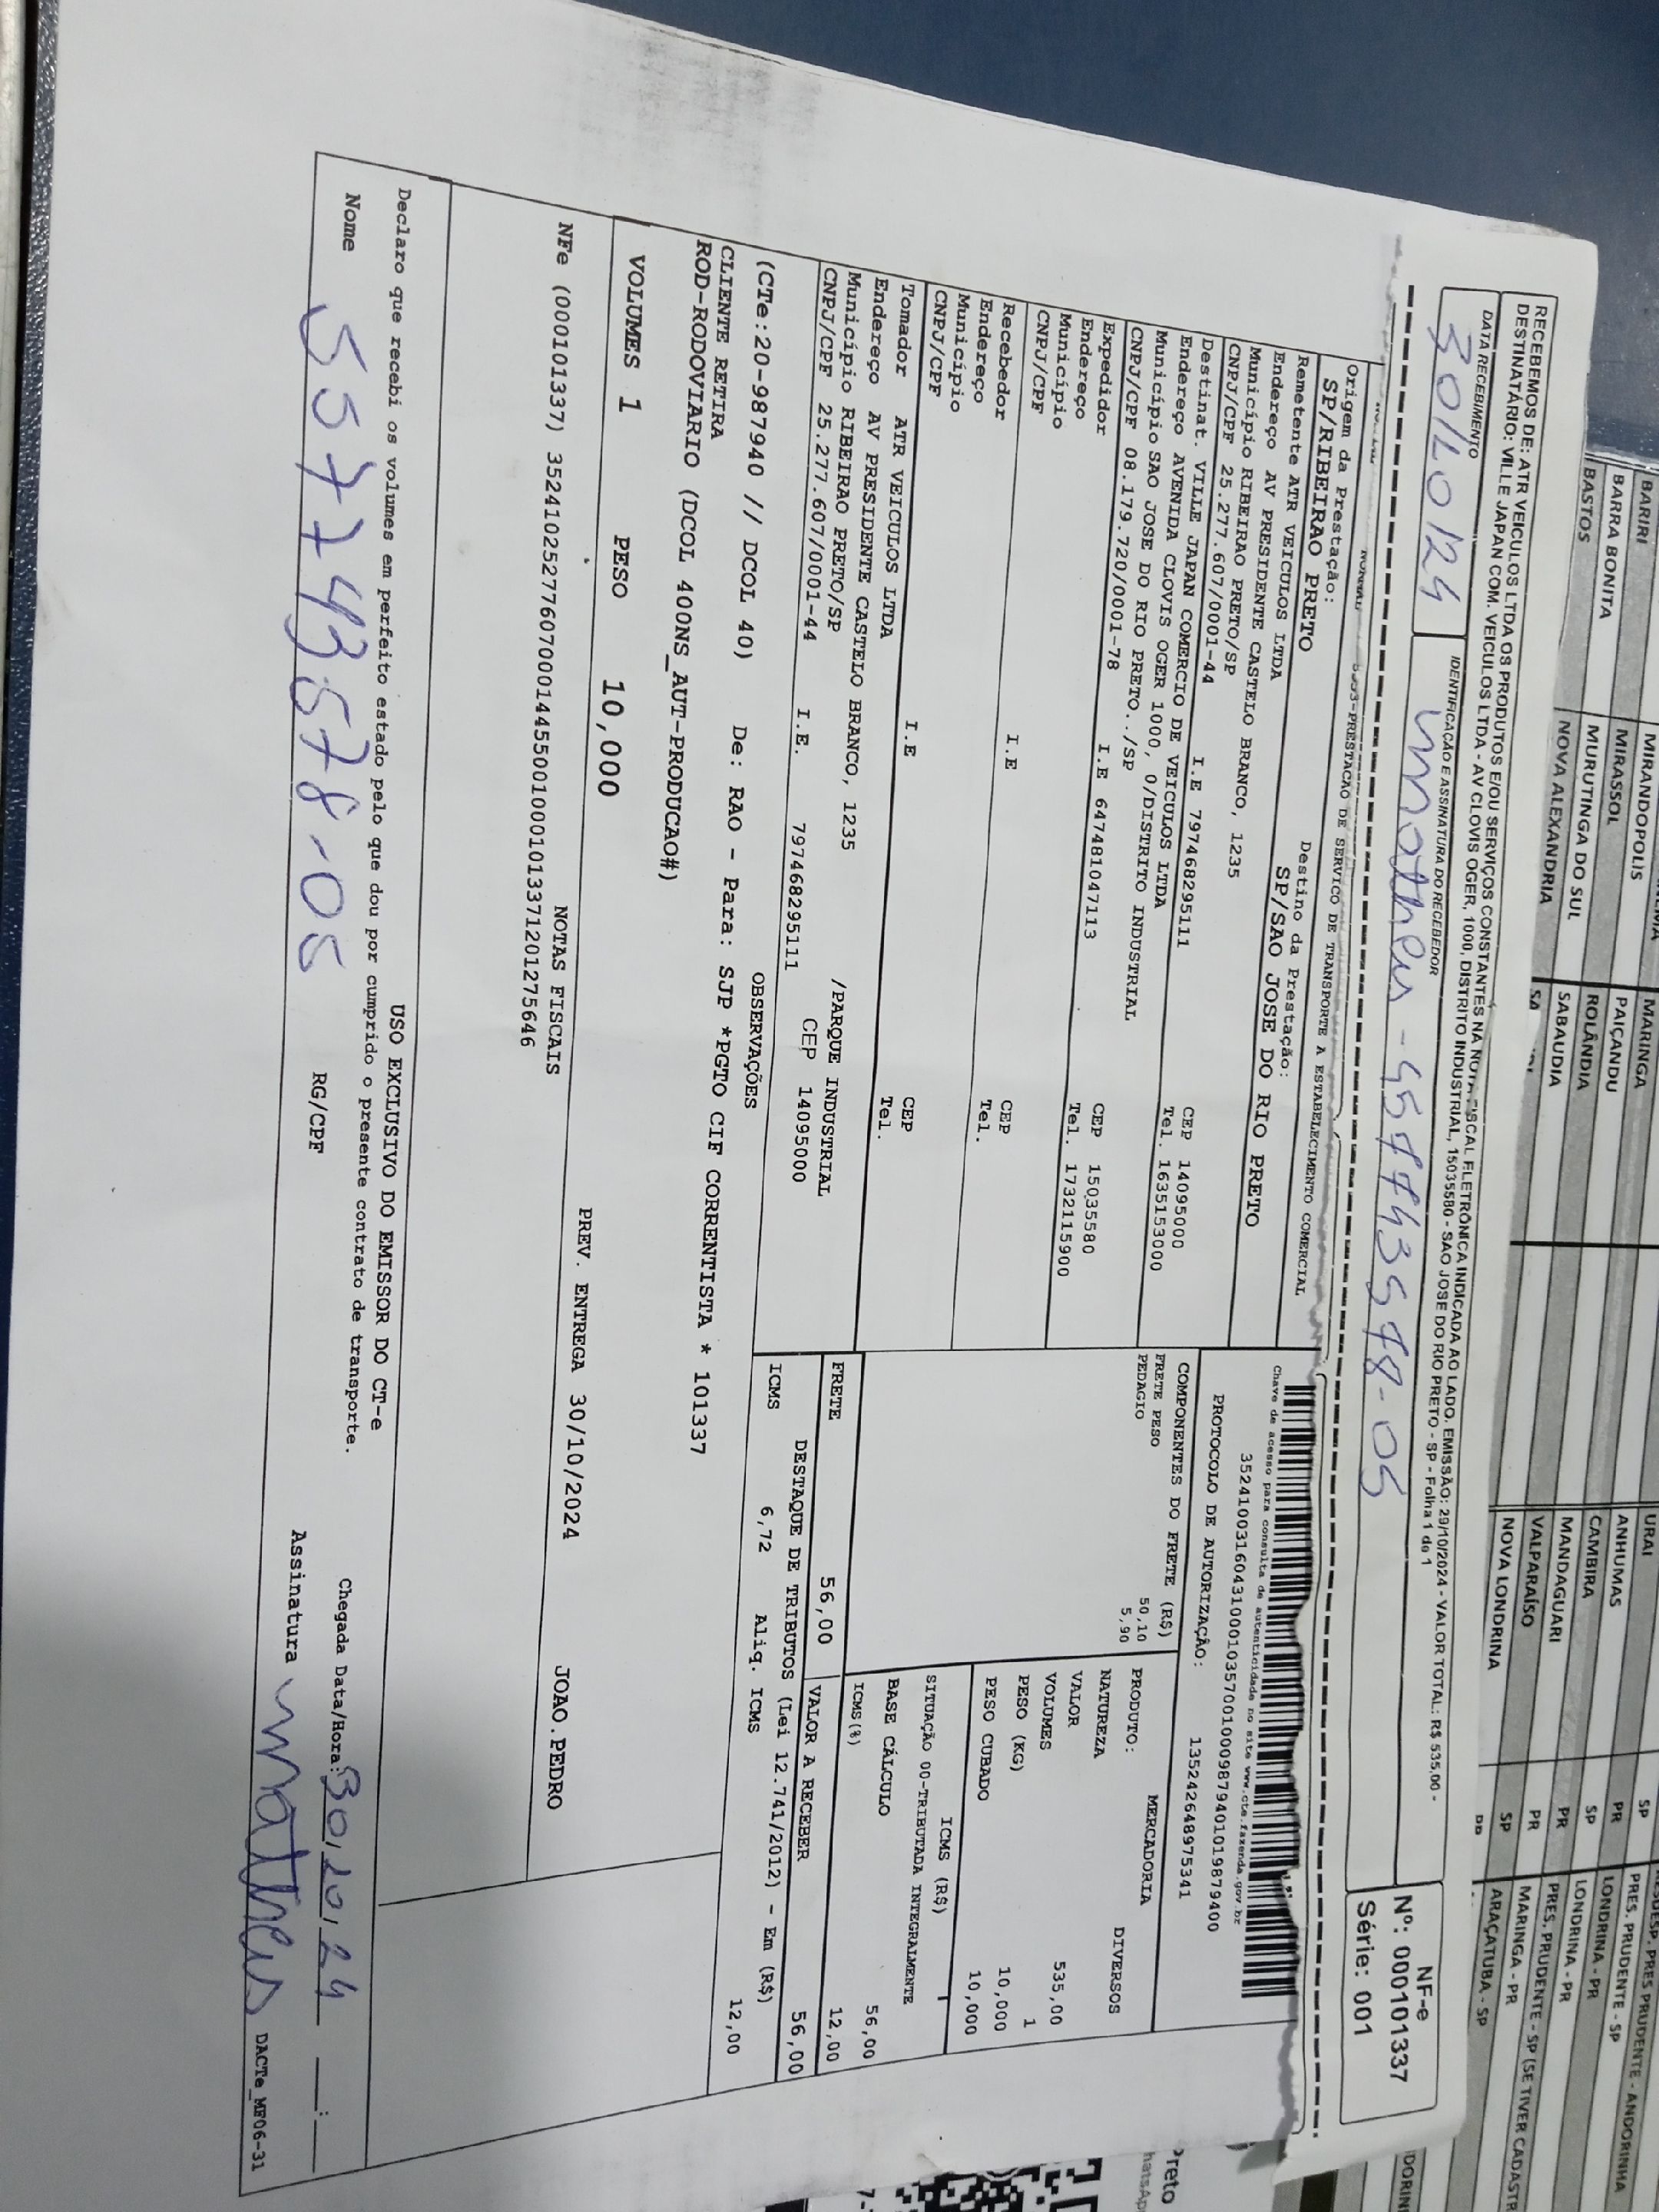 RECEBEMOS DE: ATR VEICULOS LTDA OS PRODUTOS E/OU SERVIÇOS CONSTANTES NA NOTA FISCAL ELETRÔNICA INDICADA AO LADO. EMISSÃO: 29/10/2024 - VALOR TOTAL: R$ 535,00 -
DESTINATÁRIO: VILLE JAPAN COM. VEICULOS LTDA - AV CLOVIS OGER, 1000, DISTRITO INDUSTRIAL, 15035580 - SAO JOSE DO RIO PRETO - SP - Folha 1 de 1
DATA RECEBIMENTO
IDENTIFICAÇÃO E ASSINATURA DO RECEBEDOR
30/10/24
NF-e
Nº: 000101337
Série: 001
5353-PRESTACAO DE SERVICO DE TRANSPORTE A ESTABELECIMENTO COMERCIAL
Origem da Prestação:
SP/RIBEIRAO PRETO
Destino da Prestação:
SP/SAO JOSE DO RIO PRETO
Remetente ATR VEICULOS LTDA
Endereço AV PRESIDENTE CASTELO BRANCO, 1235
Município RIBEIRAO PRETO/SP CEP 14095000
CNPJ/CPF 25.277.607/0001-44 I.E 797468295111 Tel. 1635153000
Destinat. VILLE JAPAN COMERCIO DE VEICULOS LTDA
Endereço AVENIDA CLOVIS OGER 1000, 0/DISTRITO INDUSTRIAL
Município SAO JOSE DO RIO PRETO../SP CEP 15035580
CNPJ/CPF 08.179.720/0001-78 I.E 647481047113 Tel. 1732115900
Expedidor
Endereço
Município CEP
CNPJ/CPF I.E Tel.
Recebedor
Endereço
Município CEP
CNPJ/CPF I.E Tel.
Tomador ATR VEICULOS LTDA
Endereço AV PRESIDENTE CASTELO BRANCO, 1235 /PARQUE INDUSTRIAL
Município RIBEIRAO PRETO/SP
CNPJ/CPF 25.277.607/0001-44 I.E. 797468295111 CEP 14095000
Chave de acesso para consulta de autenticidade no site www.cte.fazenda.gov.br
35241003160431000103570010009879401019879400
PROTOCOLO DE AUTORIZAÇÃO: 135242648975341
COMPONENTES DO FRETE (R$)
FRETE PESO 50,10
PEDAGIO 5,90
MERCADORIA
PRODUTO: DIVERSOS
NATUREZA
VALOR 535,00
VOLUMES 1
PESO (KG) 10,000
PESO CUBADO 10,000
ICMS (R$)
SITUAÇÃO 00-TRIBUTADA INTEGRALMENTE
BASE CÁLCULO 56,00
ICMS(%) 12,00
FRETE 56,00
VALOR A RECEBER 56,00
DESTAQUE DE TRIBUTOS (Lei 12.741/2012) - Em (R$)
ICMS 6,72 Aliq. ICMS 12,00
OBSERVAÇÕES
(CTe:20-987940 // DCOL 40) De: RAO - Para: SJP *PGTO CIF CORRENTISTA * 101337
CLIENTE RETIRA
ROD-RODOVIARIO (DCOL 400NS_AUT-PRODUCAO#)
VOLUMES 1 PESO 10,000
PREV. ENTREGA 30/10/2024 JOAO.PEDRO
NOTAS FISCAIS
NFe (000101337) 35241025277607000144550010001013371201275646
USO EXCLUSIVO DO EMISSOR DO CT-e
Declaro que recebi os volumes em perfeito estado pelo que dou por cumprido o presente contrato de transporte.
Chegada Data/Hora:
Nome 557743578-05 RG/CPF Assinatura matheus
DACTe_MF06-31
BARIRI MIRANDOPOLIS MARINGA URAI SP
BARRA BONITA MIRASSOL PAIÇANDU ANHUMAS PR LONDRINA - SP
BASTOS MURUTINGA DO SUL ROLÂNDIA CAMBIRA SP LONDRINA - PR
NOVA ALEXANDRIA SABAUDIA MANDAGUARI PR
VALPARAÍSO PR
NOVA LONDRINA SP ARAÇATUBA - SP